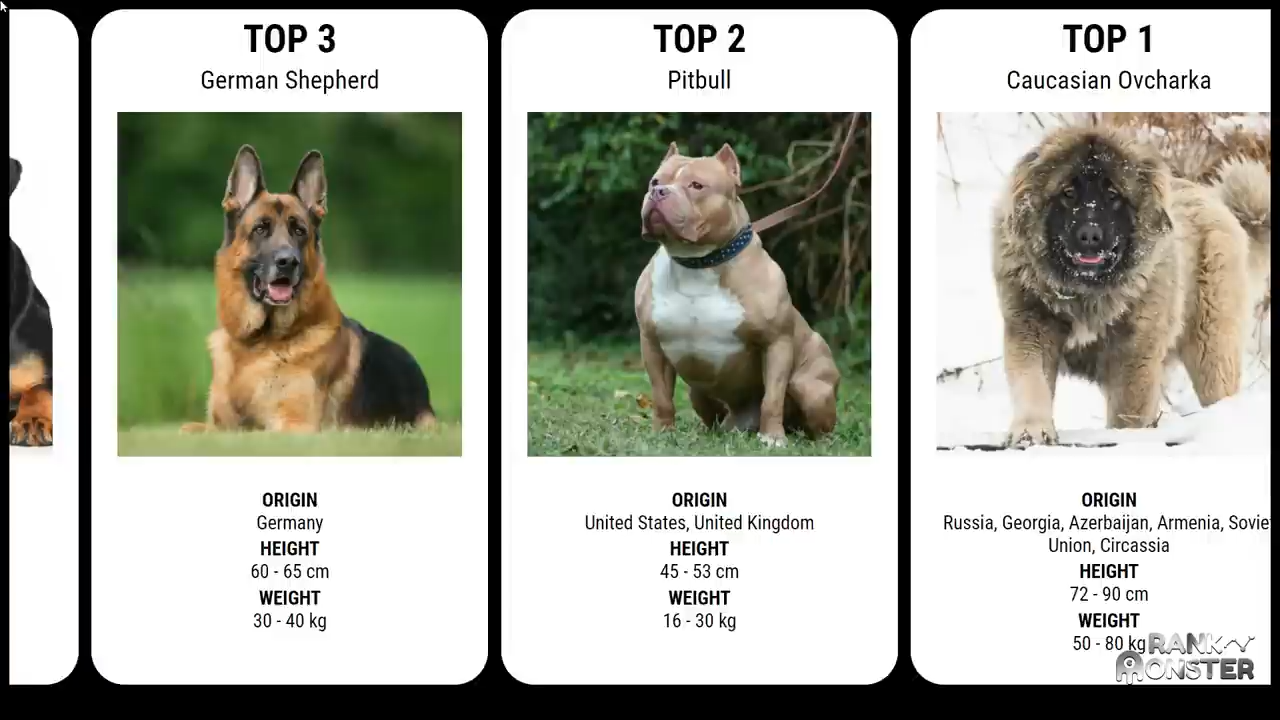 TOP 3
German Shepherd
ORIGIN
Germany
HEIGHT
60 - 65 cm
WEIGHT
30 - 40 kg
TOP 2
Pitbull
ORIGIN
United States, United Kingdom
HEIGHT
45 - 53 cm
WEIGHT
16 - 30 kg
TOP 1
Caucasian Ovcharka
ORIGIN
Russia, Georgia, Azerbaijan, Armenia,
Union, Circassia
HEIGHT
72 - 90 cm
WEIGHT
50 - 80 kg
RANK
MONSTER